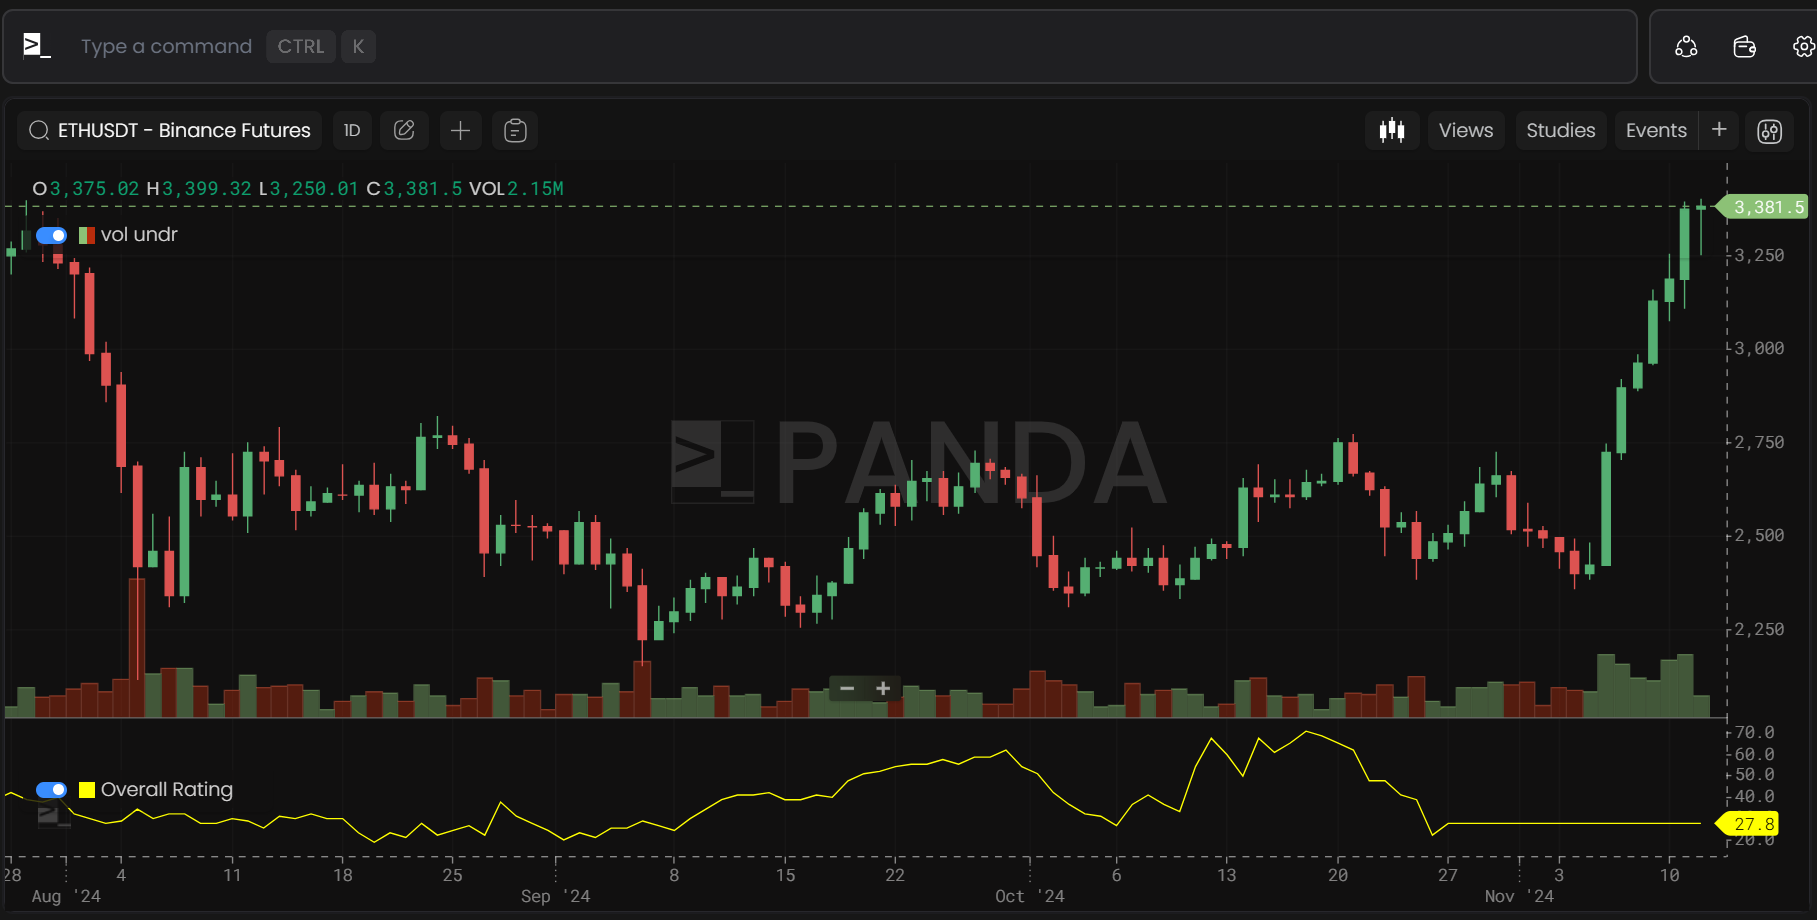 >_ Type a command CTRL K
ETHUSDT - Binance Futures 1D Views Studies Events +
O3,375.02 H3,399.32 L3,250.01 C3,381.5 VOL2.15M
3,381.5
vol undr
3,250
3,000
2,750
>_ PANDA
2,500
2,250
− +
70.0
60.0
50.0
Overall Rating
40.0
27.8
20.0
28 4 11 18 25 8 15 22 6 13 20 27 3 10
Aug '24 Sep '24 Oct '24 Nov '24